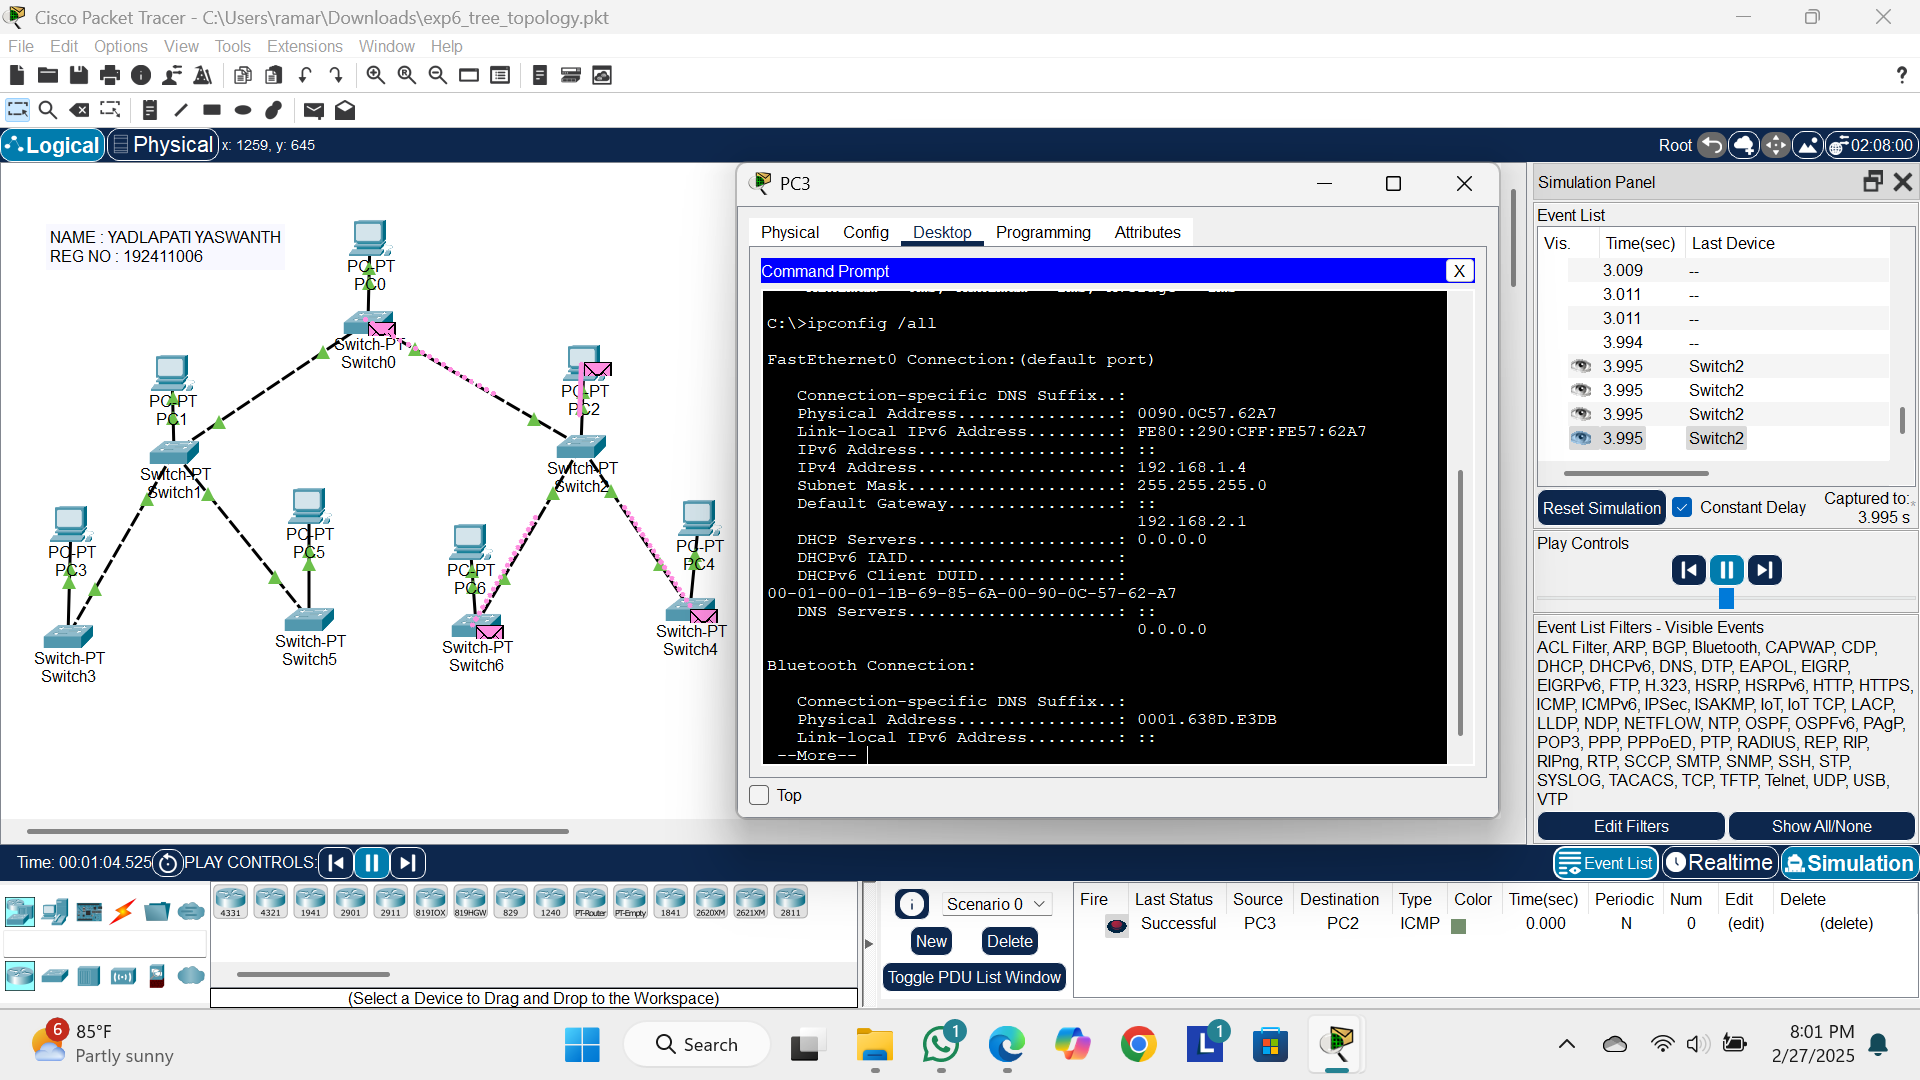 Cisco Packet Tracer - C:\Users\ramar\Downloads\exp6_tree_topology.pkt
File Edit Options View Tools Extensions Window Help
?
Logical Physical x: 1259, y: 645
Root 02:08:00
NAME : YADLAPATI YASWANTH
REG NO : 192411006
PC-PT
PC0
Switch-PT
Switch0
PC-PT
PC1
Switch-PT
Switch1
PC-PT
PC2
Switch-PT
Switch2
PC-PT
PC3
Switch-PT
Switch3
PC-PT
PC5
Switch-PT
Switch5
PC-PT
PC6
Switch-PT
Switch6
PC-PT
PC4
Switch-PT
Switch4
PC3
Physical Config Desktop Programming Attributes
Command Prompt X
C:\>ipconfig /all
FastEthernet0 Connection:(default port)
Connection-specific DNS Suffix..:
Physical Address................: 0090.0C57.62A7
Link-local IPv6 Address.........: FE80::290:CFF:FE57:62A7
IPv6 Address....................: ::
IPv4 Address....................: 192.168.1.4
Subnet Mask.....................: 255.255.255.0
Default Gateway.................: ::
192.168.2.1
DHCP Servers....................: 0.0.0.0
DHCPv6 IAID.....................:
DHCPv6 Client DUID..............:
00-01-00-01-1B-69-85-6A-00-90-0C-57-62-A7
DNS Servers.....................: ::
0.0.0.0
Bluetooth Connection:
Connection-specific DNS Suffix..:
Physical Address................: 0001.638D.E3DB
Link-local IPv6 Address.........: ::
--More--
Top
Simulation Panel
Event List
Vis. Time(sec) Last Device
3.009 --
3.011 --
3.011 --
3.994 --
3.995 Switch2
3.995 Switch2
3.995 Switch2
3.995 Switch2
Reset Simulation Constant Delay Captured to:
3.995 s
Play Controls
Event List Filters - Visible Events
ACL Filter, ARP, BGP, Bluetooth, CAPWAP, CDP,
DHCP, DHCPv6, DNS, DTP, EAPOL, EIGRP,
EIGRPv6, FTP, H.323, HSRP, HSRPv6, HTTP, HTTPS,
ICMP, ICMPv6, IPSec, ISAKMP, IoT, IoT TCP, LACP,
LLDP, NDP, NETFLOW, NTP, OSPF, OSPFv6, PAgP,
POP3, PPP, PPPoED, PTP, RADIUS, REP, RIP,
RIPng, RTP, SCCP, SMTP, SNMP, SSH, STP,
SYSLOG, TACACS, TCP, TFTP, Telnet, UDP, USB,
VTP
Edit Filters Show All/None
Time: 00:01:04.525 PLAY CONTROLS:
Event List Realtime Simulation
4331 4321 1941 2901 2911 819IOX 819HGW 829 1240 PT-Router PT-Empty 1841 2620XM 2621XM 2811
(Select a Device to Drag and Drop to the Workspace)
Scenario 0
New Delete
Toggle PDU List Window
Fire Last Status Source Destination Type Color Time(sec) Periodic Num Edit Delete
Successful PC3 PC2 ICMP 0.000 N 0 (edit) (delete)
6
85°F
Partly sunny
Search
1
L
1
8:01 PM
2/27/2025